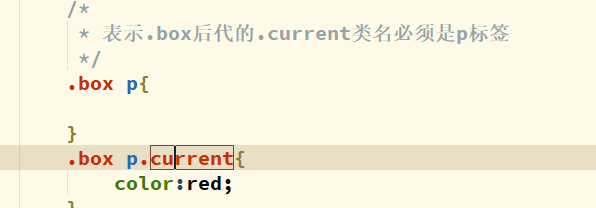 /*
* 表示.box后代的.current类名必须是p标签
*/
.box p{
}
.box p.current{
color:red;
}